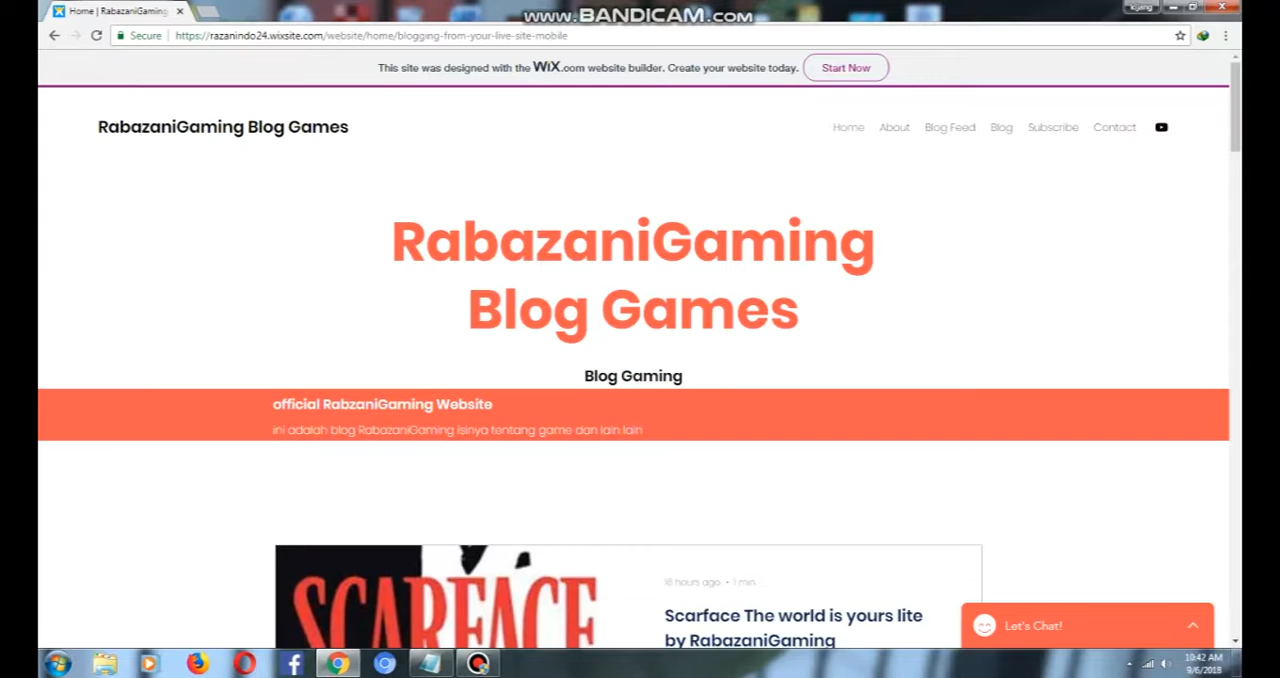 WWW.BANDICAM.COM
Home | RabazaniGaming
Kijang
Secure | https://razanindo24.wixsite.com/website/home/blogging-from-your-live-site-mobile
This site was designed with the WiX.com website builder. Create your website today. Start Now
RabazaniGaming Blog Games
Home About Blog Feed Blog Subscribe Contact
RabazaniGaming
Blog Games
Blog Gaming
official RabzaniGaming Website
ini adalah blog RabazaniGaming isinya tentang game dan lain lain
SCARFACE
18 hours ago • 1 min
Scarface The world is yours lite
by RabazaniGaming
Let's Chat!
10:42 AM
9/6/2018